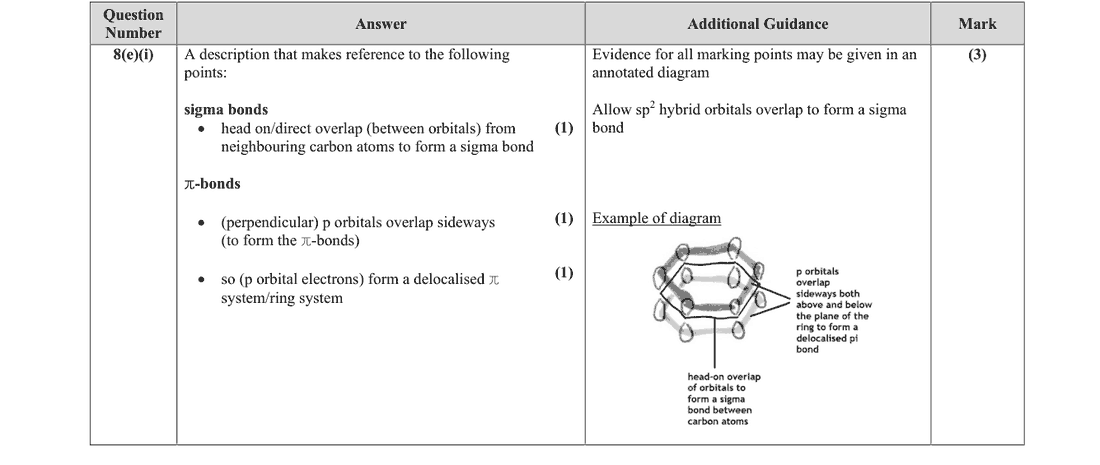 Question
Number
Answer
Additional Guidance
Mark
8(e)(i)
A description that makes reference to the following
points:
sigma bonds
• head on/direct overlap (between orbitals) from
neighbouring carbon atoms to form a sigma bond
(1)
π-bonds
• (perpendicular) p orbitals overlap sideways
(to form the π-bonds)
(1)
• so (p orbital electrons) form a delocalised π
system/ring system
(1)
Evidence for all marking points may be given in an
annotated diagram
Allow sp² hybrid orbitals overlap to form a sigma
bond
Example of diagram
p orbitals
overlap
sideways both
above and below
the plane of the
ring to form a
delocalised pi
bond
head-on overlap
of orbitals to
form a sigma
bond between
carbon atoms
(3)